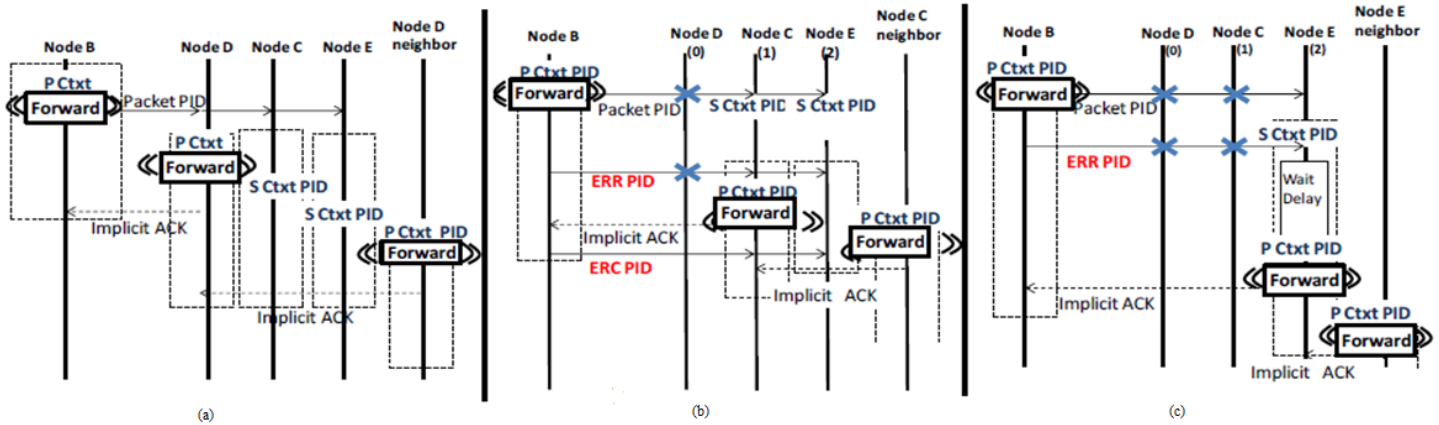 Node B
Node D
Node C
Node E
Node D
neighbor
P Ctxt
Forward
Packet PID
P Ctxt
Forward
S Ctxt PID
S Ctxt PID
Implicit ACK
P Ctxt PID
Forward
Implicit ACK
(a)
Node B
Node D
(0)
Node C
(1)
Node E
(2)
Node C
neighbor
P Ctxt PID
Forward
Packet PID
S Ctxt PID
S Ctxt PID
ERR PID
P Ctxt PID
Forward
Implicit ACK
P Ctxt PID
Forward
ERC PID
Implicit ACK
(b)
Node B
Node D
(0)
Node C
(1)
Node E
(2)
Node E
neighbor
P Ctxt PID
Forward
Packet PID
S Ctxt PID
ERR PID
Wait
Delay
P Ctxt PID
Forward
Implicit ACK
P Ctxt PID
Forward
Implicit ACK
(c)